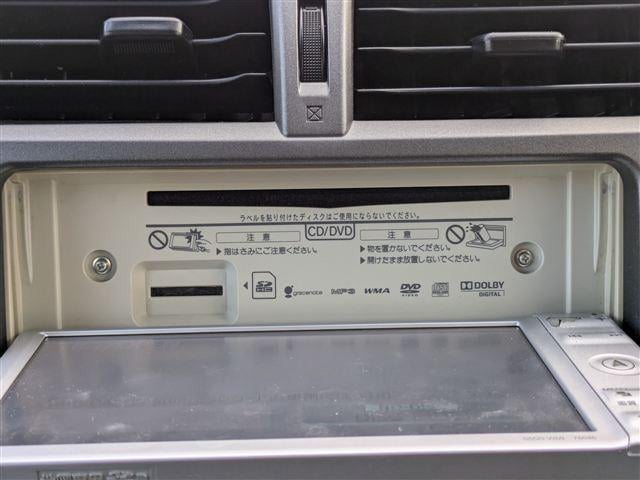 ラベルを貼り付けたディスクはご使用にならないでください。
注意 CD/DVD 注意
▶指はさみにご注意ください。
▶物を置かないでください。
▶開けたまま放置しないでください。
SD HC gracenote MP3 WMA DVD VIDEO DOLBY DIGITAL